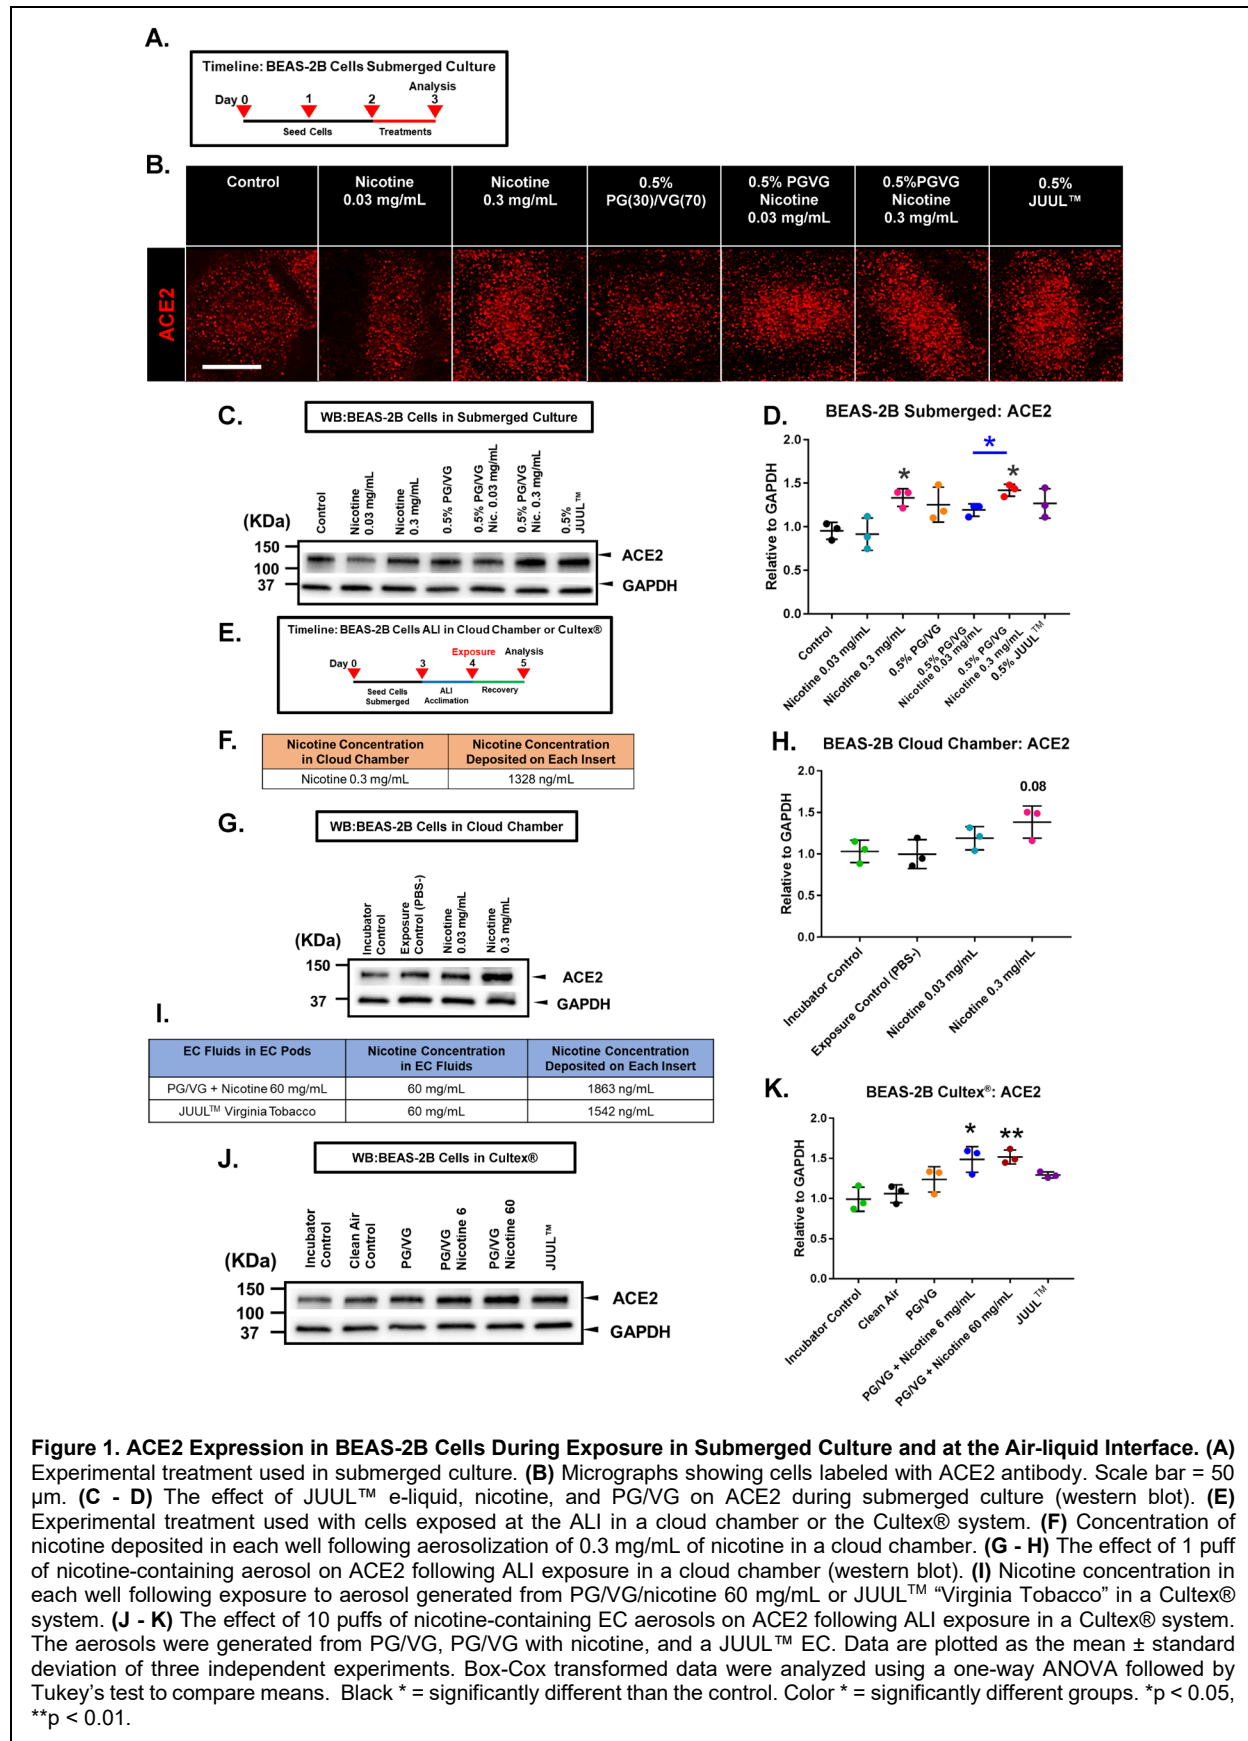 A.
Timeline: BEAS-2B Cells Submerged Culture
Analysis
Day 0 1 2 3
Seed Cells Treatments
B.
Control
Nicotine
0.03 mg/mL
Nicotine
0.3 mg/mL
0.5%
PG(30)/VG(70)
0.5% PGVG
Nicotine
0.03 mg/mL
0.5%PGVG
Nicotine
0.3 mg/mL
0.5%
JUUL™
ACE2
C.
WB:BEAS-2B Cells in Submerged Culture
(KDa)
Control
Nicotine
0.03 mg/mL
Nicotine
0.3 mg/mL
0.5% PG/VG
0.5% PG/VG
Nic. 0.03 mg/mL
0.5% PG/VG
Nic. 0.3 mg/mL
0.5%
JUUL™
150
100
37
ACE2
GAPDH
D.
BEAS-2B Submerged: ACE2
Relative to GAPDH
2.0
1.5
1.0
0.5
0.0
*
*
*
Control
Nicotine 0.03 mg/mL
Nicotine 0.3 mg/mL
0.5% PG/VG
0.5% PG/VG
Nicotine 0.03 mg/mL
0.5% PG/VG
Nicotine 0.3 mg/mL
0.5% JUUL™
E.
Timeline: BEAS-2B Cells ALI in Cloud Chamber or Cultex®
Exposure Analysis
Day 0 3 4 5
Seed Cells
Submerged
ALI
Acclimation
Recovery
F.
Nicotine Concentration
in Cloud Chamber
Nicotine Concentration
Deposited on Each Insert
Nicotine 0.3 mg/mL 1328 ng/mL
G.
WB:BEAS-2B Cells in Cloud Chamber
(KDa)
Incubator
Control
Exposure
Control (PBS-)
Nicotine
0.03 mg/mL
Nicotine
0.3 mg/mL
150
37
ACE2
GAPDH
H.
BEAS-2B Cloud Chamber: ACE2
Relative to GAPDH
2.0
1.5
1.0
0.5
0.0
0.08
Incubator Control
Exposure Control (PBS-)
Nicotine 0.03 mg/mL
Nicotine 0.3 mg/mL
I.
EC Fluids in EC Pods
Nicotine Concentration
in EC Fluids
Nicotine Concentration
Deposited on Each Insert
PG/VG + Nicotine 60 mg/mL 60 mg/mL 1863 ng/mL
JUUL™ Virginia Tobacco 60 mg/mL 1542 ng/mL
J.
WB:BEAS-2B Cells in Cultex®
(KDa)
Incubator
Control
Clean Air
Control
PG/VG
PG/VG
Nicotine 6
PG/VG
Nicotine 60
JUUL™
150
100
37
ACE2
GAPDH
K.
BEAS-2B Cultex®: ACE2
Relative to GAPDH
2.0
1.5
1.0
0.5
0.0
*
**
Incubator Control
Clean Air
PG/VG
PG/VG + Nicotine 6 mg/mL
PG/VG + Nicotine 60 mg/mL
JUUL™
Figure 1. ACE2 Expression in BEAS-2B Cells During Exposure in Submerged Culture and at the Air-liquid Interface. (A)
Experimental treatment used in submerged culture. (B) Micrographs showing cells labeled with ACE2 antibody. Scale bar = 50
µm. (C - D) The effect of JUUL™ e-liquid, nicotine, and PG/VG on ACE2 during submerged culture (western blot). (E)
Experimental treatment used with cells exposed at the ALI in a cloud chamber or the Cultex® system. (F) Concentration of
nicotine deposited in each well following aerosolization of 0.3 mg/mL of nicotine in a cloud chamber. (G - H) The effect of 1 puff
of nicotine-containing aerosol on ACE2 following ALI exposure in a cloud chamber (western blot). (I) Nicotine concentration in
each well following exposure to aerosol generated from PG/VG/nicotine 60 mg/mL or JUUL™ “Virginia Tobacco” in a Cultex®
system. (J - K) The effect of 10 puffs of nicotine-containing EC aerosols on ACE2 following ALI exposure in a Cultex® system.
The aerosols were generated from PG/VG, PG/VG with nicotine, and a JUUL™ EC. Data are plotted as the mean ± standard
deviation of three independent experiments. Box-Cox transformed data were analyzed using a one-way ANOVA followed by
Tukey’s test to compare means. Black * = significantly different than the control. Color * = significantly different groups. *p < 0.05,
**p < 0.01.